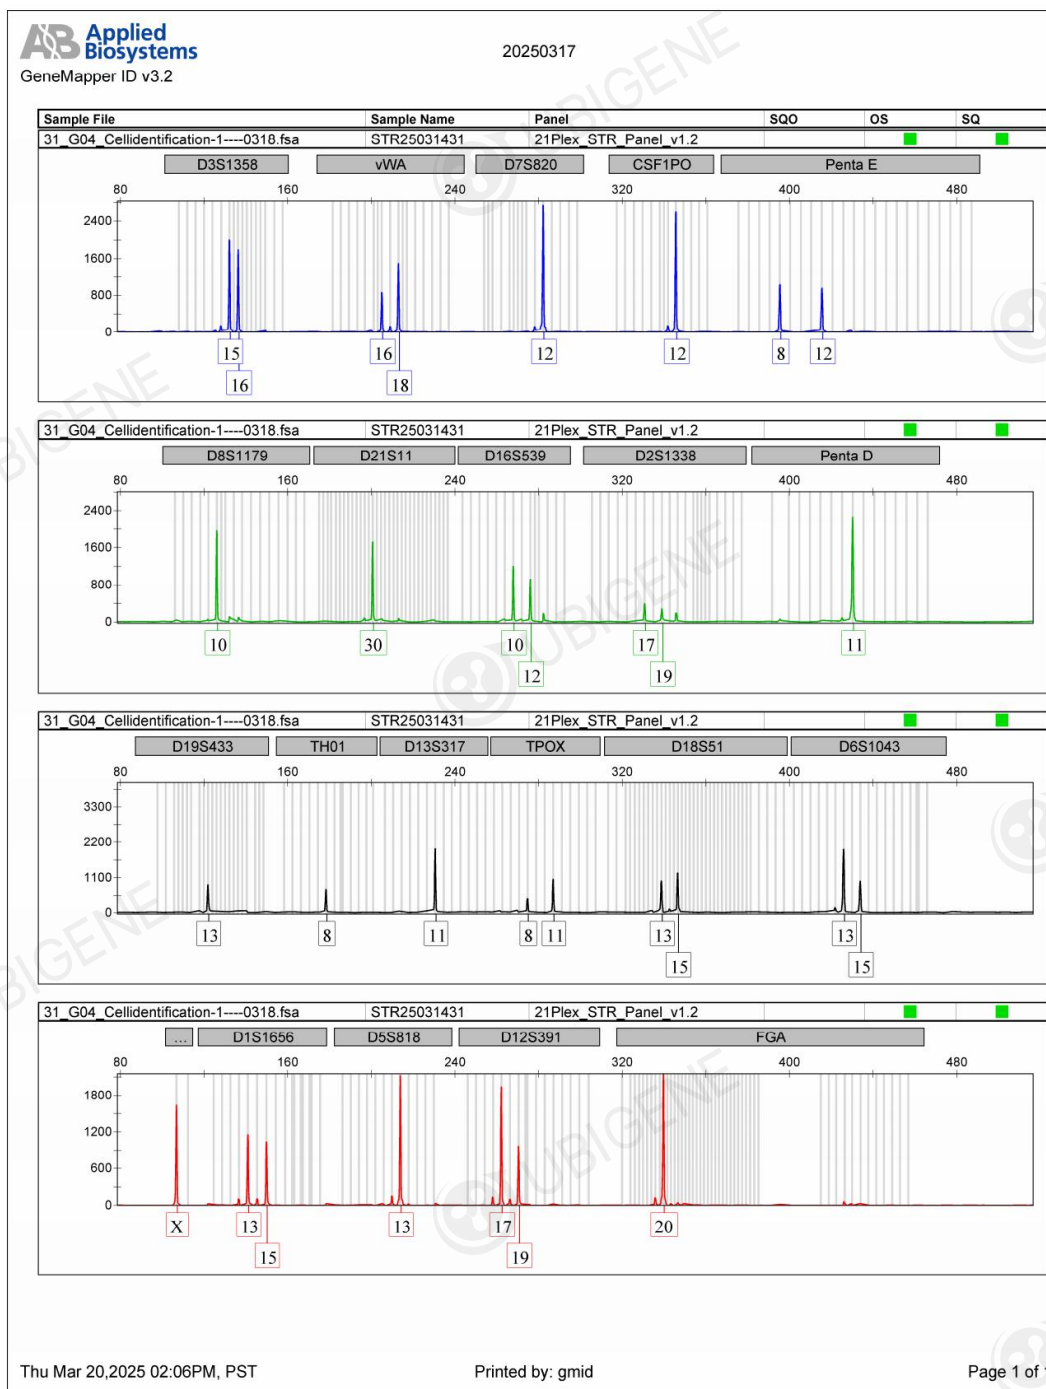 AB Applied
Biosystems
20250317
GeneMapper ID v3.2
Sample File Sample Name Panel SQO OS SQ
31_G04_Cellidentification-1----0318.fsa STR25031431 21Plex_STR_Panel_v1.2
D3S1358 vWA D7S820 CSF1PO Penta E
80 160 240 320 400 480
2400
1600
800
0
15 16 12 12 8 12
16 18
31_G04_Cellidentification-1----0318.fsa STR25031431 21Plex_STR_Panel_v1.2
D8S1179 D21S11 D16S539 D2S1338 Penta D
80 160 240 320 400 480
2400
1600
800
0
10 30 10 17 11
12 19
31_G04_Cellidentification-1----0318.fsa STR25031431 21Plex_STR_Panel_v1.2
D19S433 TH01 D13S317 TPOX D18S51 D6S1043
80 160 240 320 400 480
3300
2200
1100
0
13 8 11 8 11 13 13
15 15
31_G04_Cellidentification-1----0318.fsa STR25031431 21Plex_STR_Panel_v1.2
... D1S1656 D5S818 D12S391 FGA
80 160 240 320 400 480
1800
1200
600
0
X 13 13 17 20
15 19
Thu Mar 20,2025 02:06PM, PST Printed by: gmid Page 1 of
UBIGENE
UBIGENE
UBIGENE
UBIGENE
UBIGENE
UBIGENE